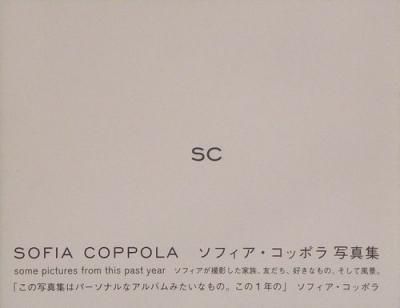 SC
SOFIA COPPOLA ソフィア・コッポラ 写真集
some pictures from this past year ソフィアが撮影した家族、友だち、好きなもの、そして風景。
「この写真集はパーソナルなアルバムみたいなもの。この1年の」 ソフィア・コッポラ